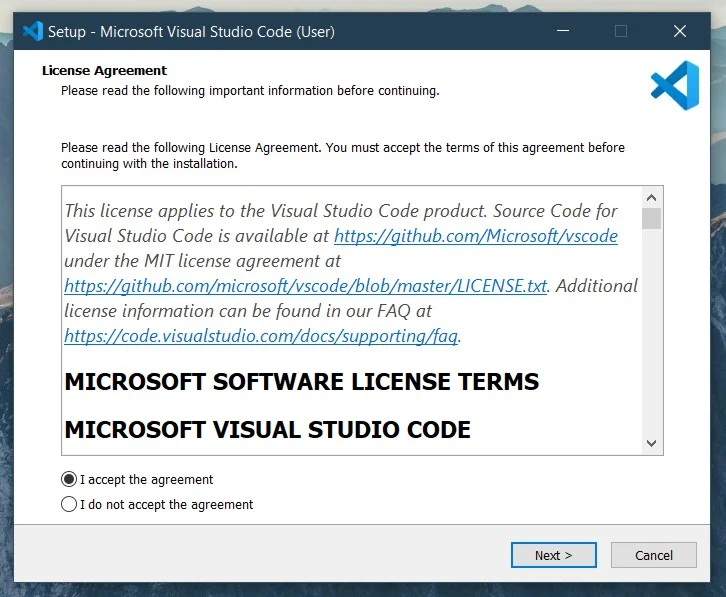 Setup - Microsoft Visual Studio Code (User)
License Agreement
Please read the following important information before continuing.
Please read the following License Agreement. You must accept the terms of this agreement before
continuing with the installation.
This license applies to the Visual Studio Code product. Source Code for
Visual Studio Code is available at https://github.com/Microsoft/vscode
under the MIT license agreement at
https://github.com/microsoft/vscode/blob/master/LICENSE.txt. Additional
license information can be found in our FAQ at
https://code.visualstudio.com/docs/supporting/faq.
MICROSOFT SOFTWARE LICENSE TERMS
MICROSOFT VISUAL STUDIO CODE
I accept the agreement
I do not accept the agreement
Next >
Cancel